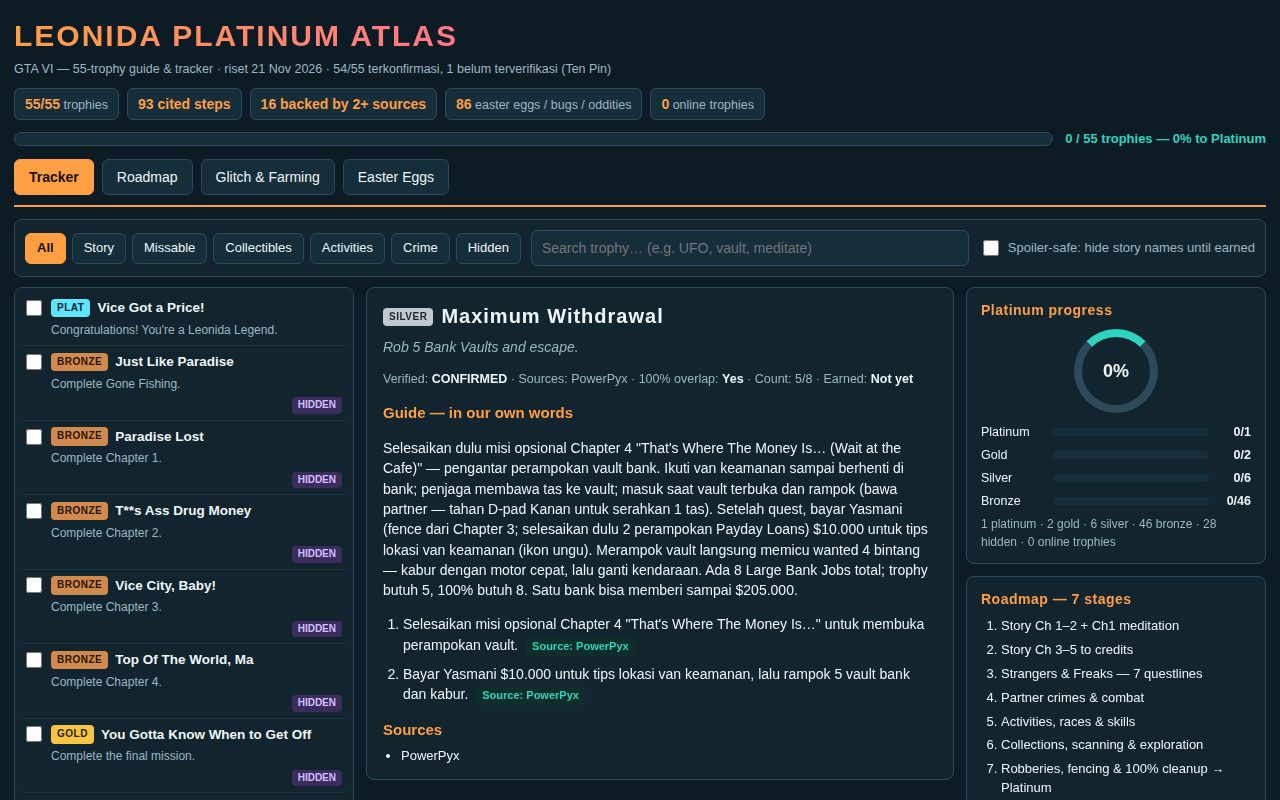 LEONIDA PLATINUM ATLAS
GTA VI — 55-trophy guide & tracker · riset 21 Nov 2026 · 54/55 terkonfirmasi, 1 belum terverifikasi (Ten Pin)
55/55 trophies
93 cited steps
16 backed by 2+ sources
86 easter eggs / bugs / oddities
0 online trophies
0 / 55 trophies — 0% to Platinum
Tracker
Roadmap
Glitch & Farming
Easter Eggs
All
Story
Missable
Collectibles
Activities
Crime
Hidden
Search trophy… (e.g. UFO, vault, meditate)
Spoiler-safe: hide story names until earned
PLAT Vice Got a Price!
Congratulations! You're a Leonida Legend.
BRONZE Just Like Paradise
Complete Gone Fishing.
HIDDEN
BRONZE Paradise Lost
Complete Chapter 1.
HIDDEN
BRONZE T**s Ass Drug Money
Complete Chapter 2.
HIDDEN
BRONZE Vice City, Baby!
Complete Chapter 3.
HIDDEN
BRONZE Top Of The World, Ma
Complete Chapter 4.
HIDDEN
GOLD You Gotta Know When to Get Off
Complete the final mission.
HIDDEN
SILVER Maximum Withdrawal
Rob 5 Bank Vaults and escape.
Verified: CONFIRMED · Sources: PowerPyx · 100% overlap: Yes · Count: 5/8 · Earned: Not yet
Guide — in our own words
Selesaikan dulu misi opsional Chapter 4 "That's Where The Money Is… (Wait at the
Cafe)" — pengantar perampokan vault bank. Ikuti van keamanan sampai berhenti di
bank; penjaga membawa tas ke vault; masuk saat vault terbuka dan rampok (bawa
partner — tahan D-pad Kanan untuk serahkan 1 tas). Setelah quest, bayar Yasmani
(fence dari Chapter 3; selesaikan dulu 2 perampokan Payday Loans) $10.000 untuk tips
lokasi van keamanan (ikon ungu). Merampok vault langsung memicu wanted 4 bintang
— kabur dengan motor cepat, lalu ganti kendaraan. Ada 8 Large Bank Jobs total; trophy
butuh 5, 100% butuh 8. Satu bank bisa memberi sampai $205.000.
1. Selesaikan misi opsional Chapter 4 "That's Where The Money Is…" untuk membuka
perampokan vault. Source: PowerPyx
2. Bayar Yasmani $10.000 untuk tips lokasi van keamanan, lalu rampok 5 vault bank
dan kabur. Source: PowerPyx
Sources
• PowerPyx
Platinum progress
0%
Platinum 0/1
Gold 0/2
Silver 0/6
Bronze 0/46
1 platinum · 2 gold · 6 silver · 46 bronze · 28
hidden · 0 online trophies
Roadmap — 7 stages
1. Story Ch 1–2 + Ch1 meditation
2. Story Ch 3–5 to credits
3. Strangers & Freaks — 7 questlines
4. Partner crimes & combat
5. Activities, races & skills
6. Collections, scanning & exploration
7. Robberies, fencing & 100% cleanup →
Platinum